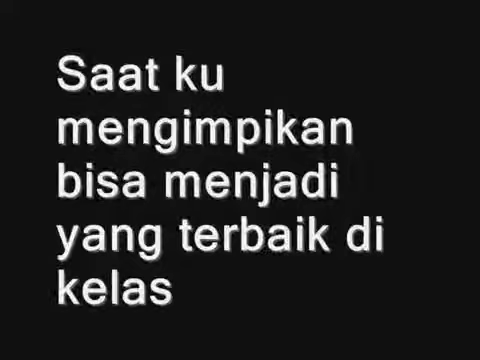 Saat ku
mengimpikan
bisa menjadi
yang terbaik di
kelas